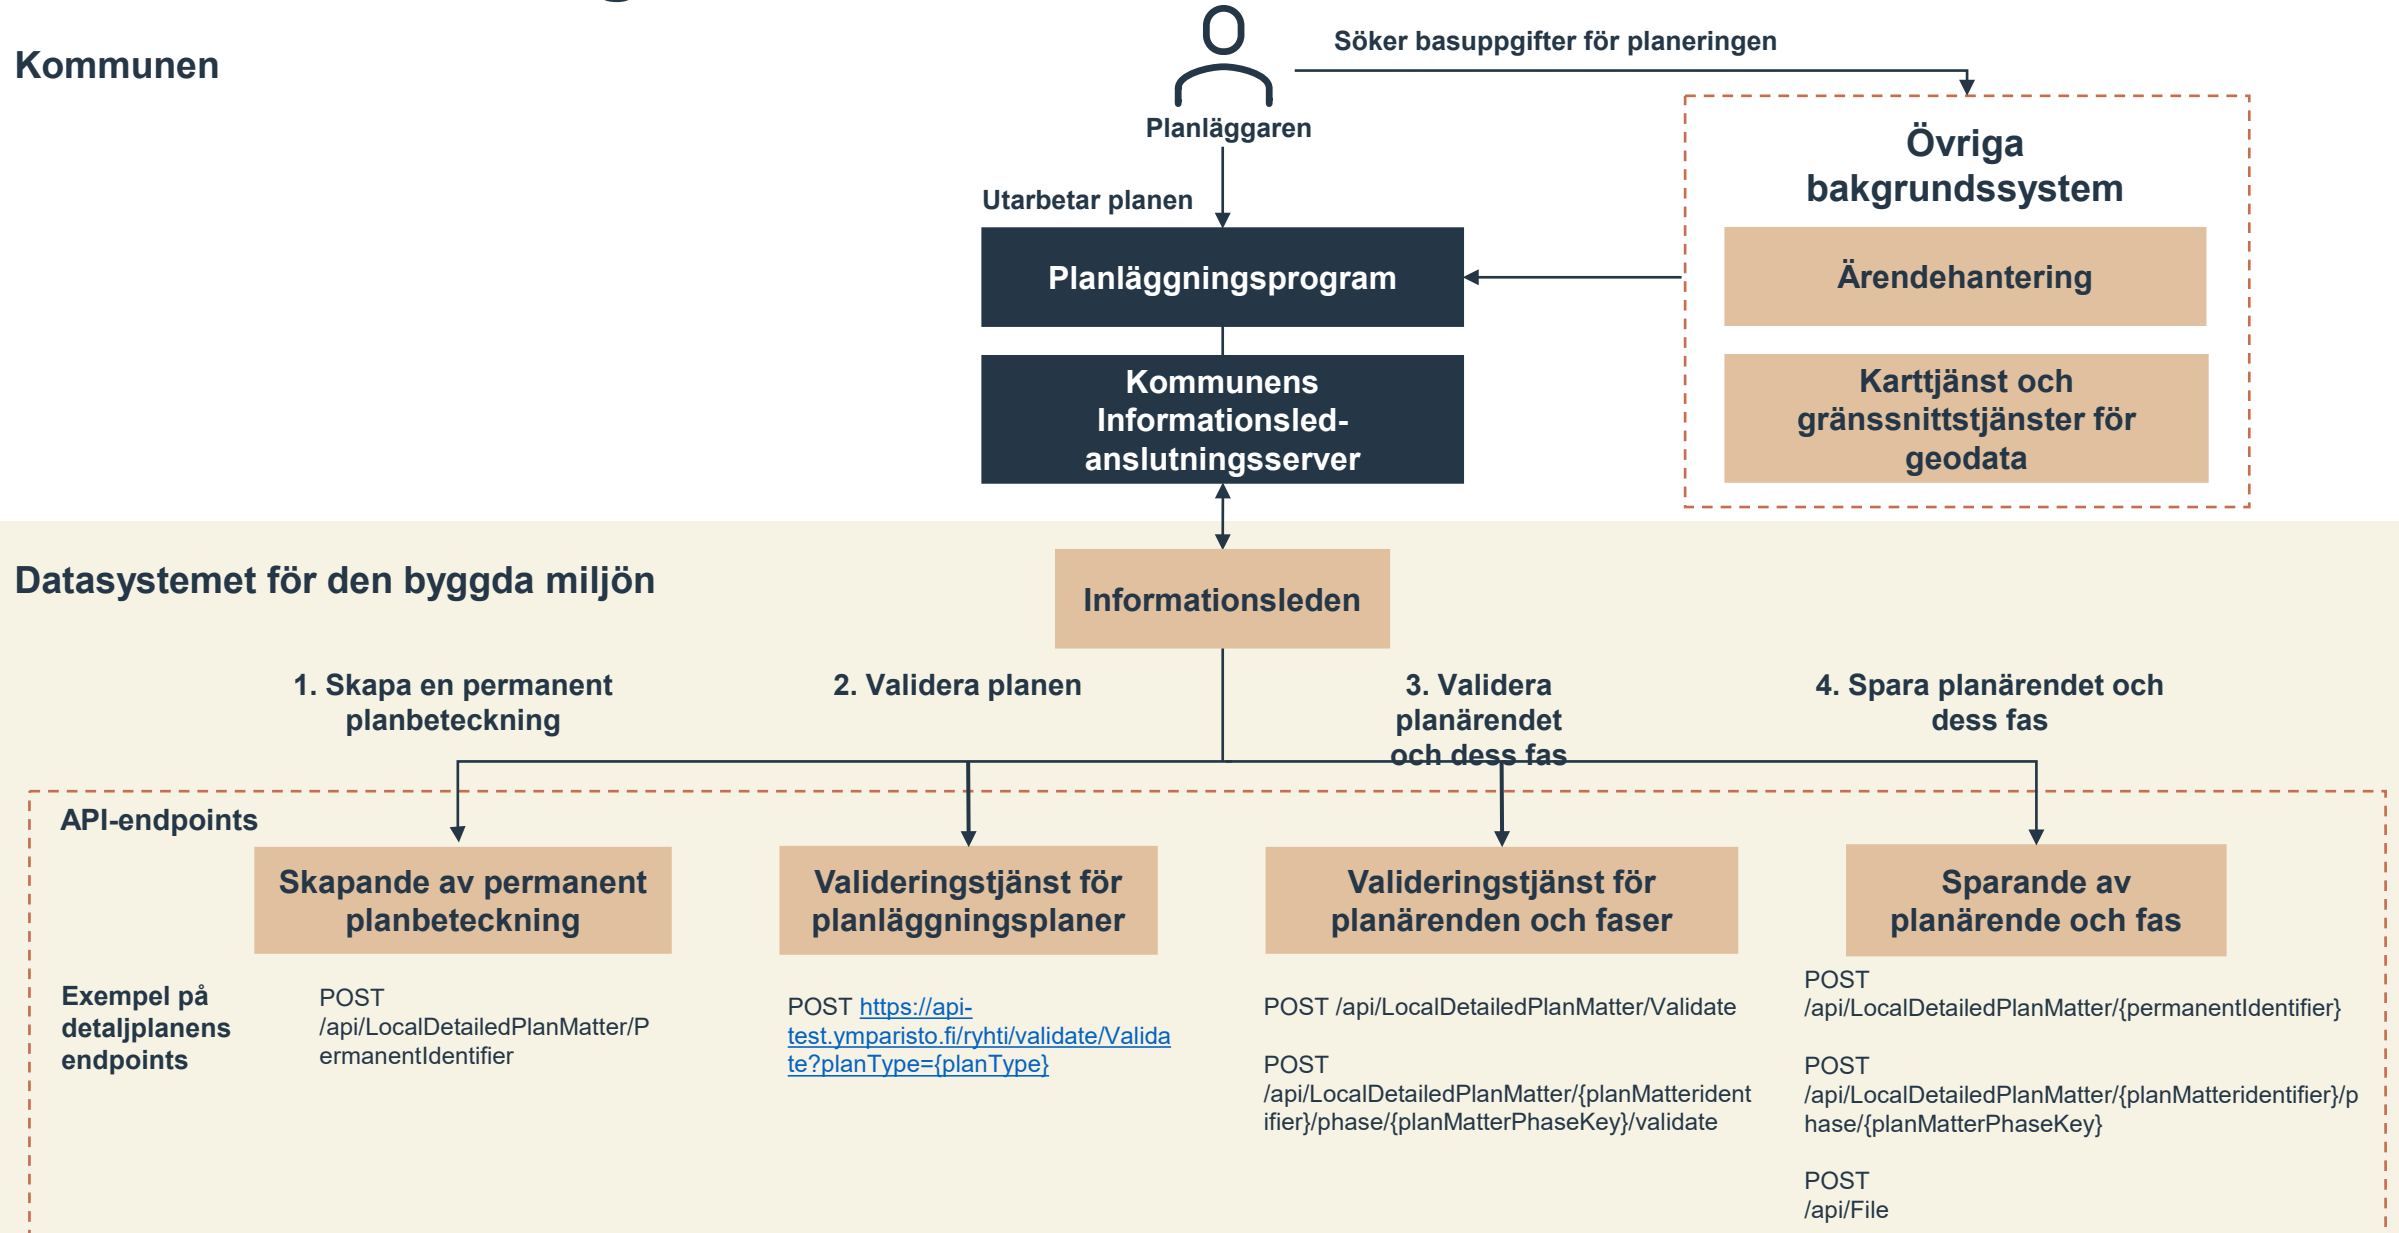 Kommunen
Söker basuppgifter för planeringen
Planläggaren
Utarbetar planen
Planläggningsprogram
Kommunens
Informationsled-
anslutningsserver
Övriga
bakgrundssystem
Ärendehantering
Karttjänst och
gränssnittstjänster för
geodata
Datasystemet för den byggda miljön
Informationsleden
1. Skapa en permanent
planbeteckning
2. Validera planen
3. Validera
planärendet
och dess fas
4. Spara planärendet och
dess fas
API-endpoints
Skapande av permanent
planbeteckning
Valideringstjänst för
planläggningsplaner
Valideringstjänst för
planärenden och faser
Sparande av
planärende och fas
Exempel på
detaljplanens
endpoints
POST
/api/LocalDetailedPlanMatter/P
ermanentIdentifier
POST https://api-
test.ymparisto.fi/ryhti/validate/Valida
te?planType={planType}
POST /api/LocalDetailedPlanMatter/Validate
POST
/api/LocalDetailedPlanMatter/{planMatterident
ifier}/phase/{planMatterPhaseKey}/validate
POST
/api/LocalDetailedPlanMatter/{permanentIdentifier}
POST
/api/LocalDetailedPlanMatter/{planMatteridentifier}/p
hase/{planMatterPhaseKey}
POST
/api/File